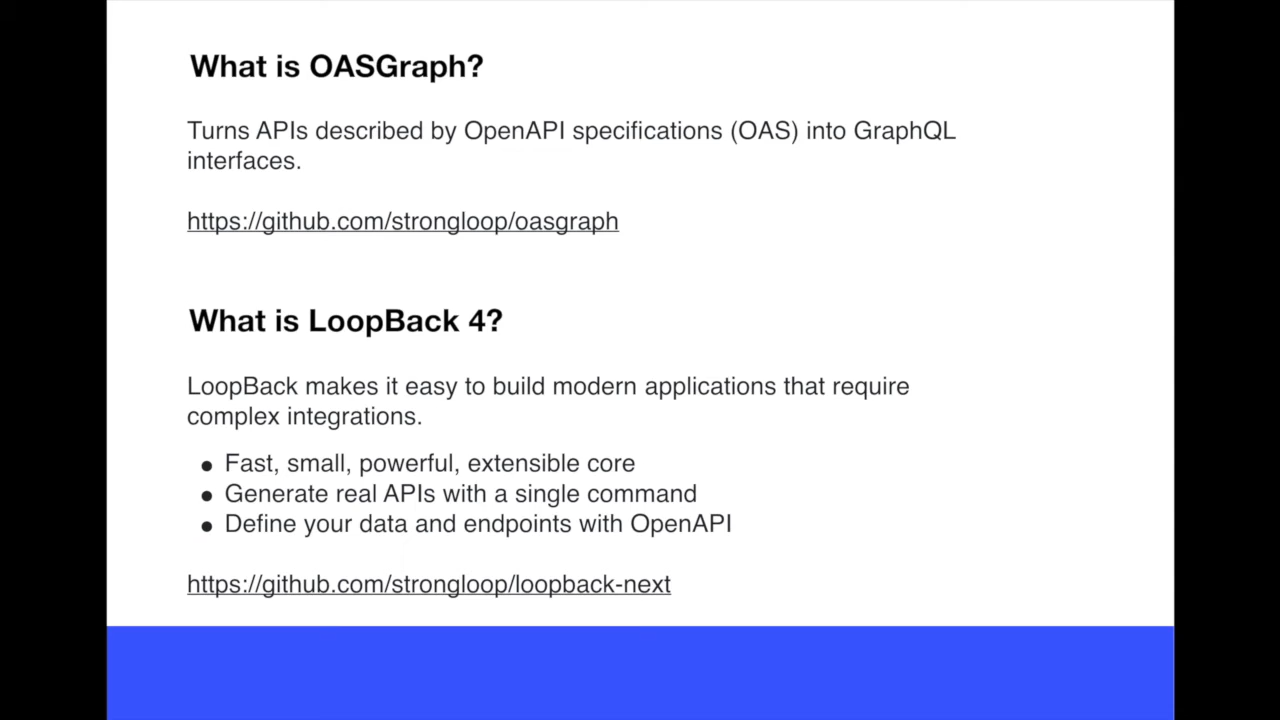 What is OASGraph?
Turns APIs described by OpenAPI specifications (OAS) into GraphQL
interfaces.
https://github.com/strongloop/oasgraph
What is LoopBack 4?
LoopBack makes it easy to build modern applications that require
complex integrations.
● Fast, small, powerful, extensible core
● Generate real APIs with a single command
● Define your data and endpoints with OpenAPI
https://github.com/strongloop/loopback-next